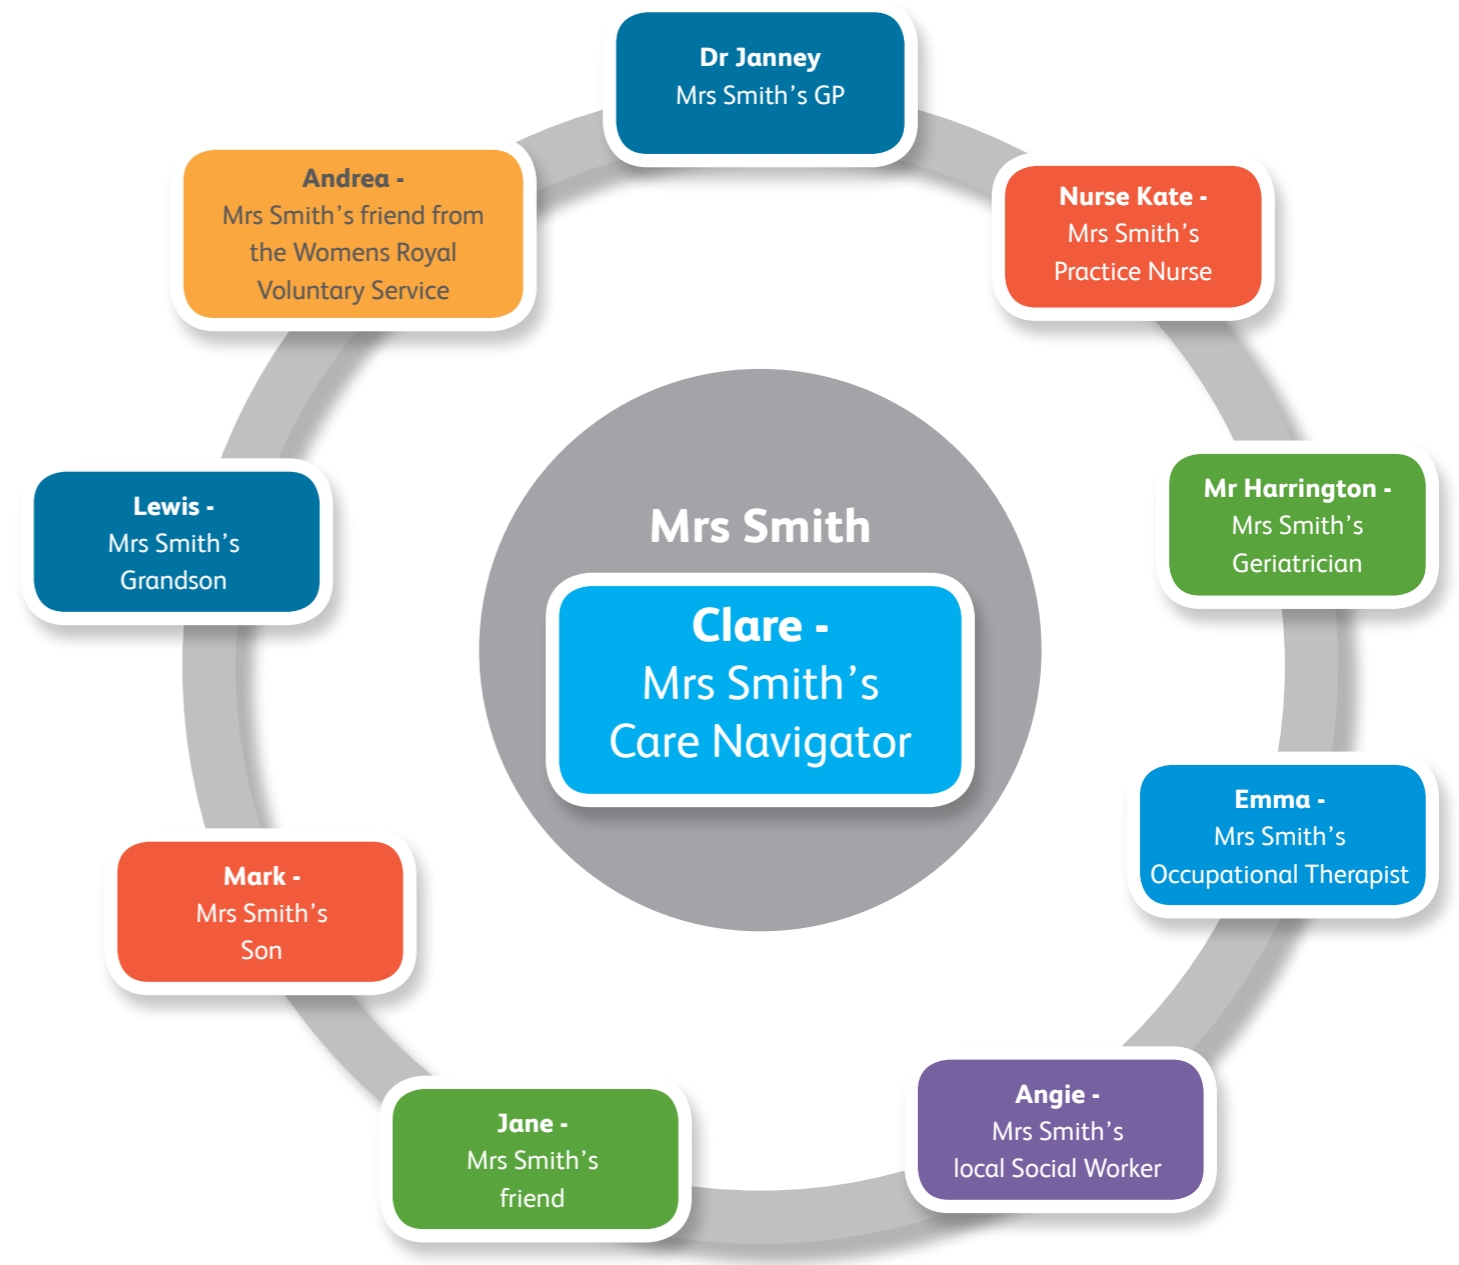 Dr Janney
Mrs Smith’s GP
Nurse Kate -
Mrs Smith’s
Practice Nurse
Mr Harrington -
Mrs Smith’s
Geriatrician
Emma -
Mrs Smith’s
Occupational Therapist
Angie -
Mrs Smith’s
local Social Worker
Jane -
Mrs Smith’s
friend
Mark -
Mrs Smith’s
Son
Lewis -
Mrs Smith’s
Grandson
Andrea -
Mrs Smith’s friend from
the Womens Royal
Voluntary Service
Mrs Smith
Clare -
Mrs Smith’s
Care Navigator